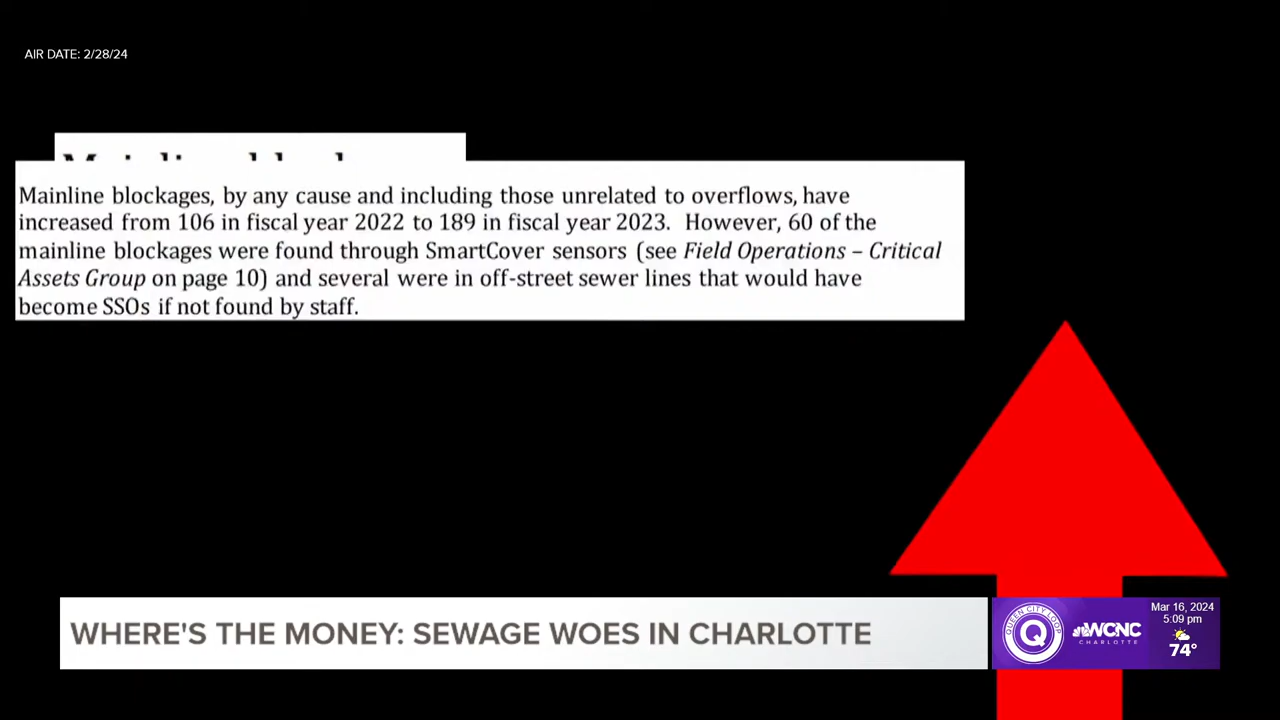 AIR DATE: 2/28/24
Mainline blockages, by any cause and including those unrelated to overflows, have
increased from 106 in fiscal year 2022 to 189 in fiscal year 2023.  However, 60 of the
mainline blockages were found through SmartCover sensors (see Field Operations – Critical
Assets Group on page 10) and several were in off-street sewer lines that would have
become SSOs if not found by staff.
WHERE'S THE MONEY: SEWAGE WOES IN CHARLOTTE
QUEEN CITY LOOP
Q
WCNC
CHARLOTTE
Mar 16, 2024
5:09 pm
74°